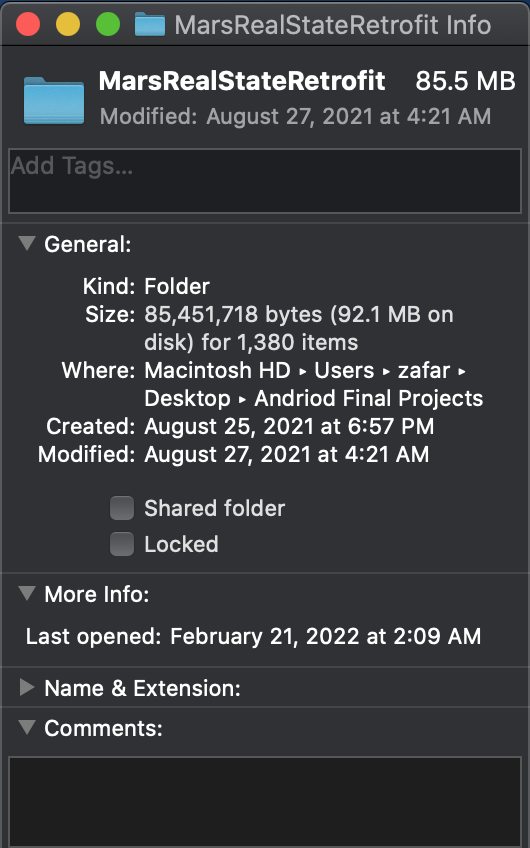 MarsRealStateRetrofit Info
MarsRealStateRetrofit 85.5 MB
Modified: August 27, 2021 at 4:21 AM
Add Tags...
General:
Kind: Folder
Size: 85,451,718 bytes (92.1 MB on
disk) for 1,380 items
Where: Macintosh HD ▸ Users ▸ zafar ▸
Desktop ▸ Andriod Final Projects
Created: August 25, 2021 at 6:57 PM
Modified: August 27, 2021 at 4:21 AM
Shared folder
Locked
More Info:
Last opened: February 21, 2022 at 2:09 AM
Name & Extension:
Comments: